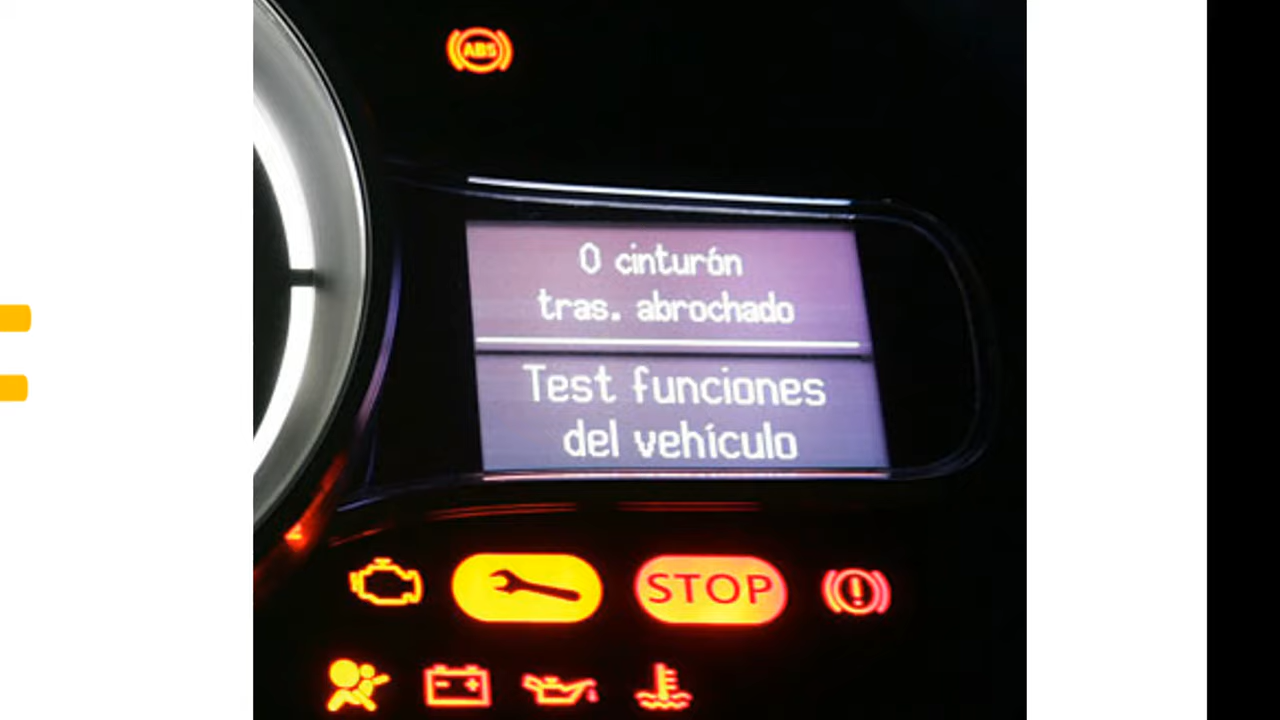 ABS
0 cinturón
tras. abrochado
Test funciones
del vehículo
STOP